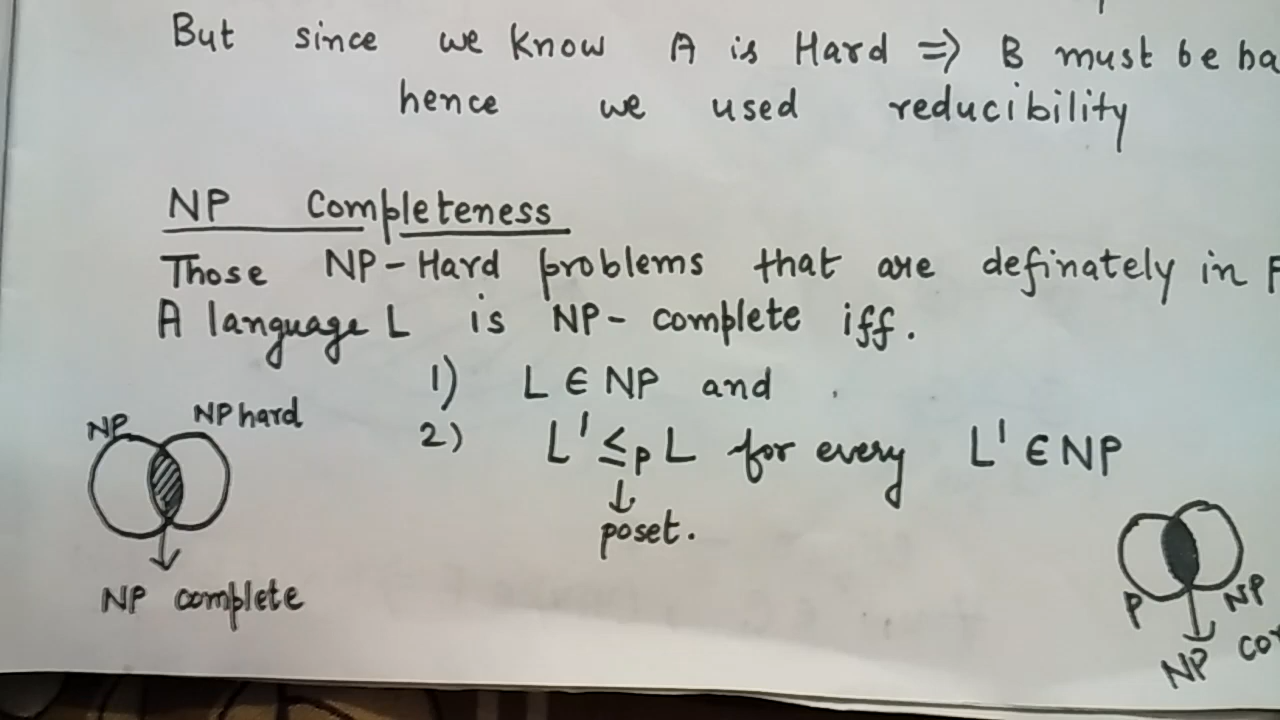 But since we know A is Hard => B must be ha
hence we used reducibility
NP Completeness
Those NP-Hard problems that are definately in
A language L is NP- complete iff.
1) L ∈ NP and
2) L' ≤p L for every L' ∈ NP
↓
poset.
NP NP hard
↓
NP complete
P NP
↓
NP co